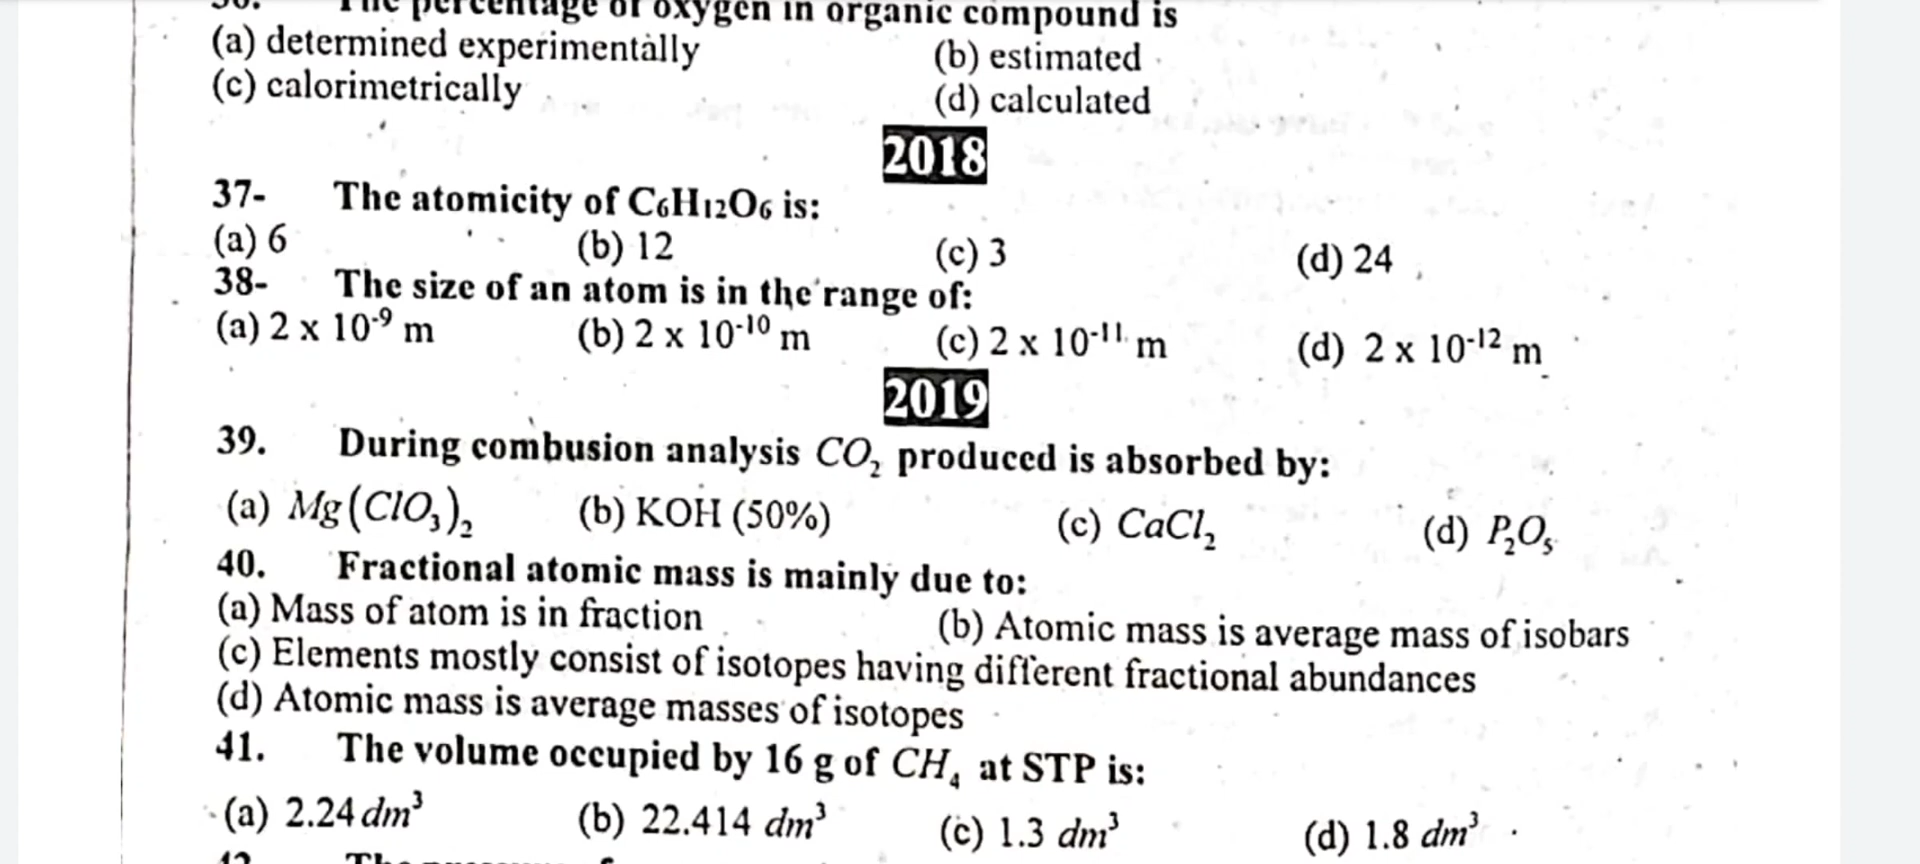 The percentage of oxygen in organic compound is
(a) determined experimentally (b) estimated
(c) calorimetrically (d) calculated
2018
37- The atomicity of C₆H₁₂O₆ is:
(a) 6 (b) 12 (c) 3 (d) 24
38- The size of an atom is in the range of:
(a) 2 x 10⁻⁹ m (b) 2 x 10⁻¹⁰ m (c) 2 x 10⁻¹¹ m (d) 2 x 10⁻¹² m
2019
39. During combusion analysis CO₂ produced is absorbed by:
(a) Mg(ClO₃)₂ (b) KOH (50%) (c) CaCl₂ (d) P₂O₅
40. Fractional atomic mass is mainly due to:
(a) Mass of atom is in fraction (b) Atomic mass is average mass of isobars
(c) Elements mostly consist of isotopes having different fractional abundances
(d) Atomic mass is average masses of isotopes
41. The volume occupied by 16 g of CH₄ at STP is:
(a) 2.24 dm³ (b) 22.414 dm³ (c) 1.3 dm³ (d) 1.8 dm³